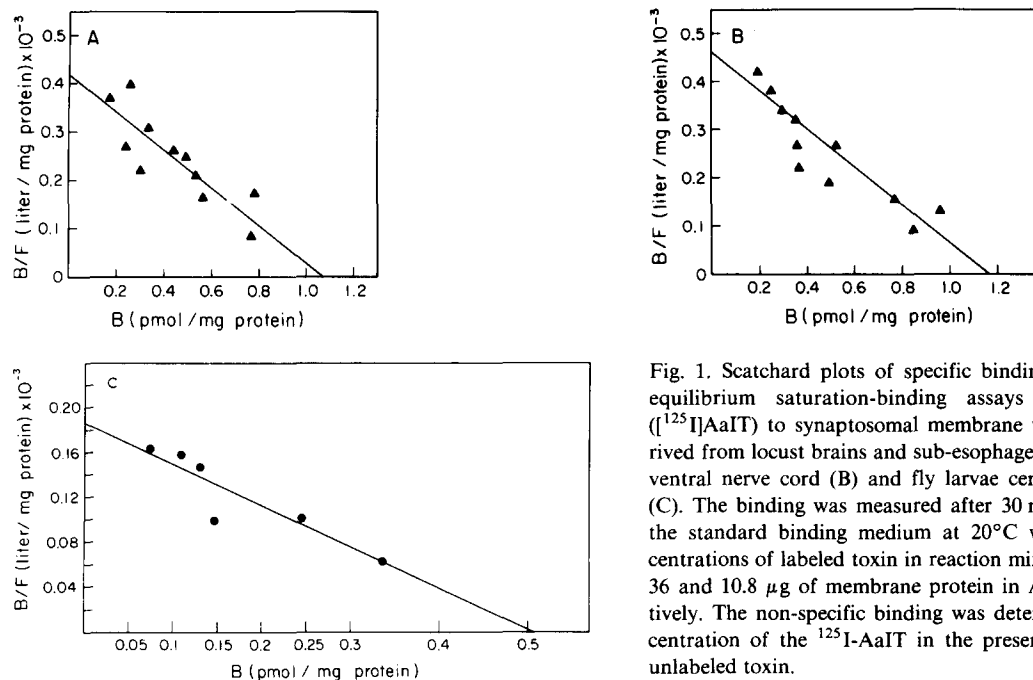 A
B/F (liter / mg protein) x 10⁻³
0.5
0.4
0.3
0.2
0.1
0
0.2 0.4 0.6 0.8 1.0 1.2
B (pmol /mg protein)
B
B/F (liter / mg protein) x 10⁻³
0.5
0.4
0.3
0.2
0.1
0
0.2 0.4 0.6 0.8 1.0 1.2
B (pmol /mg protein)
C
B/F (liter / mg protein) x 10⁻³
0.20
0.16
0.12
0.08
0.04
0.05 0.1 0.15 0.2 0.25 0.3 0.35 0.4 0.5
B (pmol / mg protein)
Fig. 1. Scatchard plots of specific bindin
equilibrium saturation-binding assays
([¹²⁵I]AaIT) to synaptosomal membrane
rived from locust brains and sub-esophage
ventral nerve cord (B) and fly larvae cer
(C). The binding was measured after 30
the standard binding medium at 20°C
centrations of labeled toxin in reaction mix
36 and 10.8 μg of membrane protein in
tively. The non-specific binding was dete
centration of the ¹²⁵I-AaIT in the presen
unlabeled toxin.